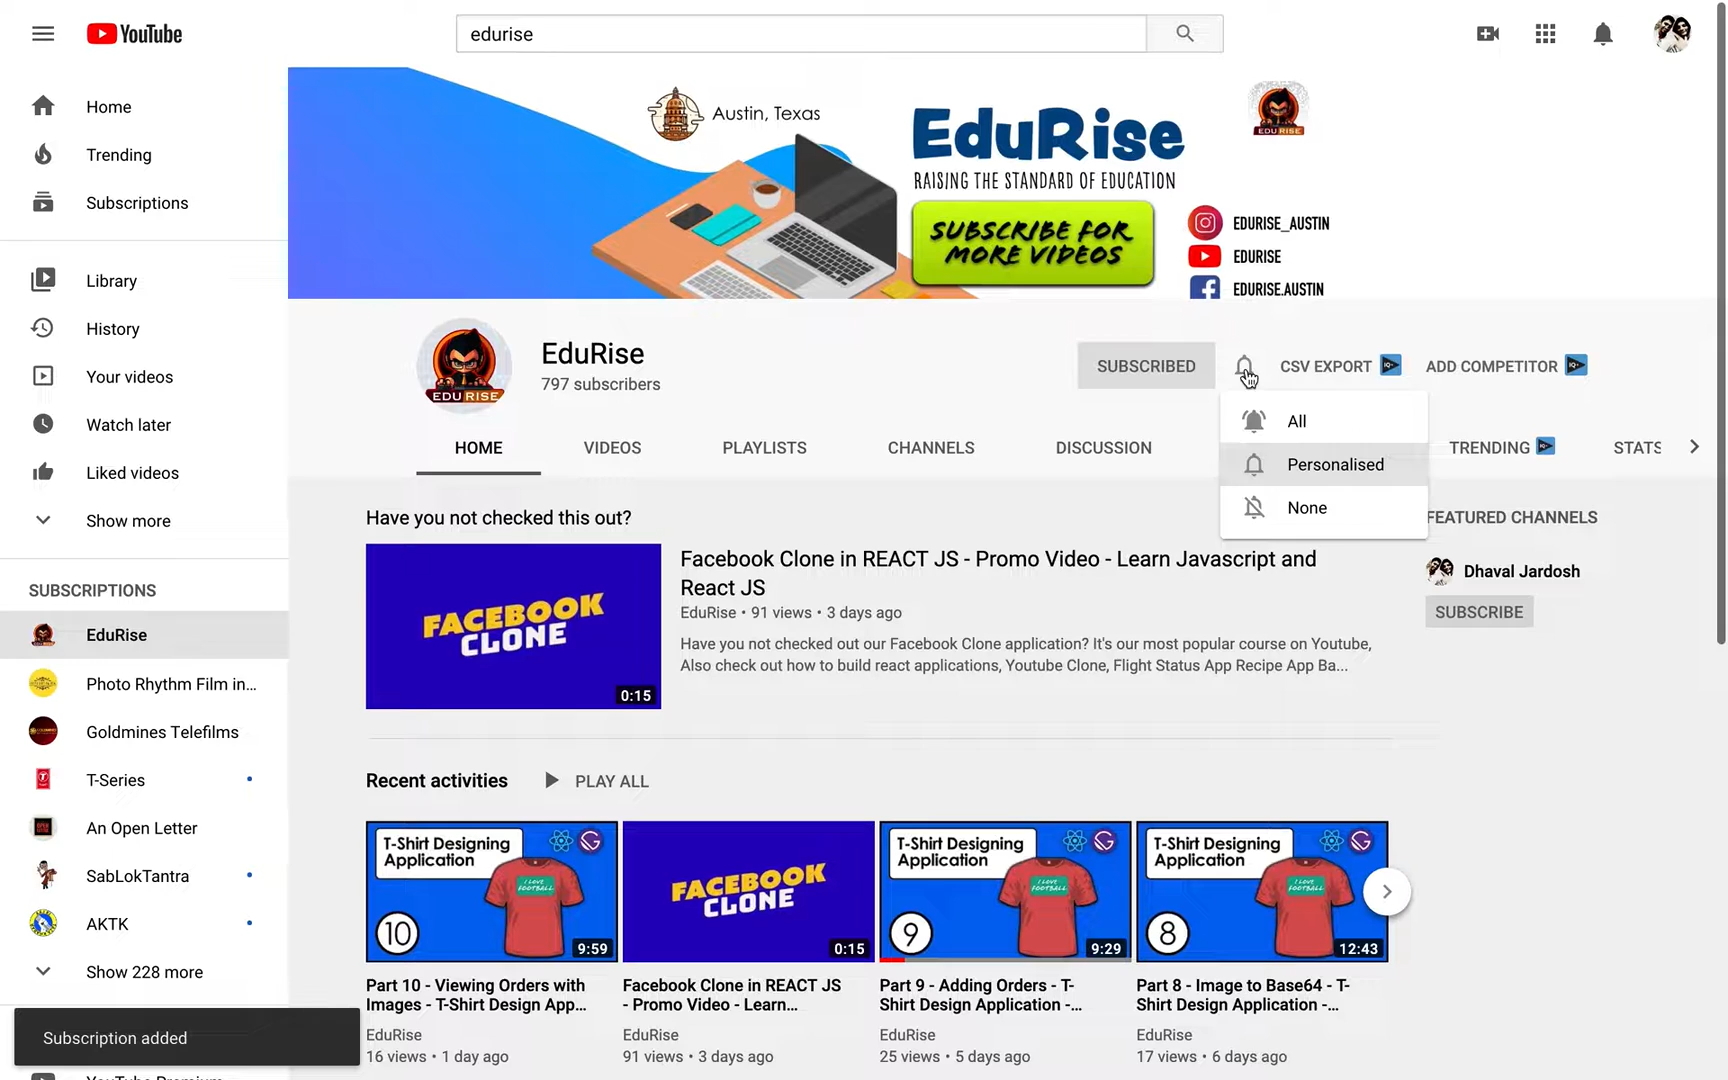 YouTube
edurise
Home
Trending
Subscriptions
Library
History
Your videos
Watch later
Liked videos
Show more
SUBSCRIPTIONS
EduRise
Photo Rhythm Film in...
Goldmines Telefilms
T-Series
An Open Letter
SabLokTantra
AKTK
Show 228 more
Subscription added
Austin, Texas
EduRise
RAISING THE STANDARD OF EDUCATION
SUBSCRIBE FOR
MORE VIDEOS
EDU RISE
EDURISE_AUSTIN
EDURISE
EDURISE.AUSTIN
EDU RISE
EduRise
797 subscribers
SUBSCRIBED
CSV EXPORT
ADD COMPETITOR
HOME
VIDEOS
PLAYLISTS
CHANNELS
DISCUSSION
TRENDING
STATS
All
Personalised
None
Have you not checked this out?
FACEBOOK
CLONE
0:15
Facebook Clone in REACT JS - Promo Video - Learn Javascript and
React JS
EduRise • 91 views • 3 days ago
Have you not checked out our Facebook Clone application? It's our most popular course on Youtube,
Also check out how to build react applications, Youtube Clone, Flight Status App Recipe App Ba...
FEATURED CHANNELS
Dhaval Jardosh
SUBSCRIBE
Recent activities
PLAY ALL
T-Shirt Designing
Application
I LOVE
FOOTBALL
10
9:59
FACEBOOK
CLONE
0:15
T-Shirt Designing
Application
I LOVE
FOOTBALL
9
9:29
T-Shirt Designing
Application
I LOVE
FOOTBALL
8
12:43
Part 10 - Viewing Orders with
Images - T-Shirt Design App...
EduRise
16 views • 1 day ago
Facebook Clone in REACT JS
- Promo Video - Learn...
EduRise
91 views • 3 days ago
Part 9 - Adding Orders - T-
Shirt Design Application -...
EduRise
25 views • 5 days ago
Part 8 - Image to Base64 - T-
Shirt Design Application -...
EduRise
17 views • 6 days ago